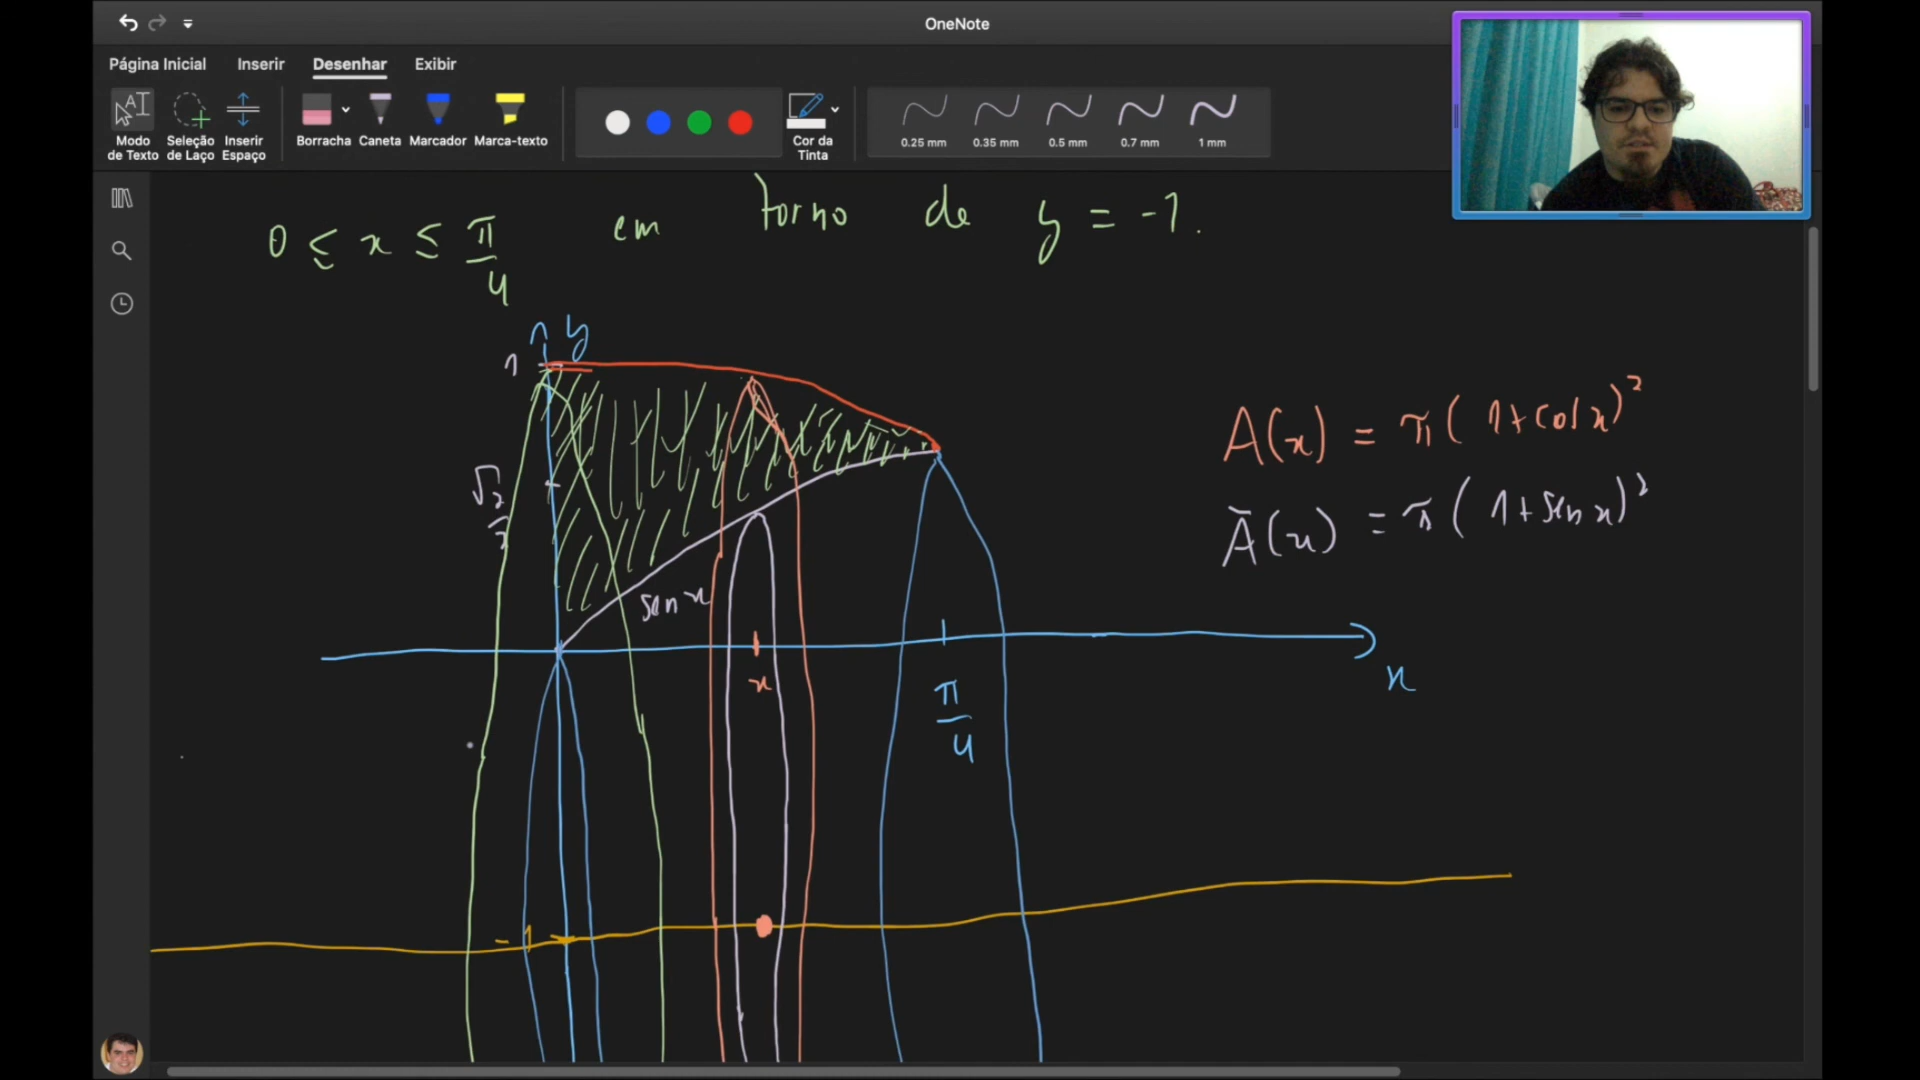 OneNote
Página Inicial Inserir Desenhar Exibir
Modo de Texto
Seleção de Laço
Inserir Espaço
Borracha
Caneta
Marcador
Marca-texto
Cor da Tinta
0.25 mm
0.35 mm
0.5 mm
0.7 mm
1 mm
0 ≤ x ≤ π/4 em torno de y = -1.
y
1
√2/2
A(x) = π(1+cos x)²
Ā(x) = π(1+sen x)²
sen x
x
π/4
x
-1